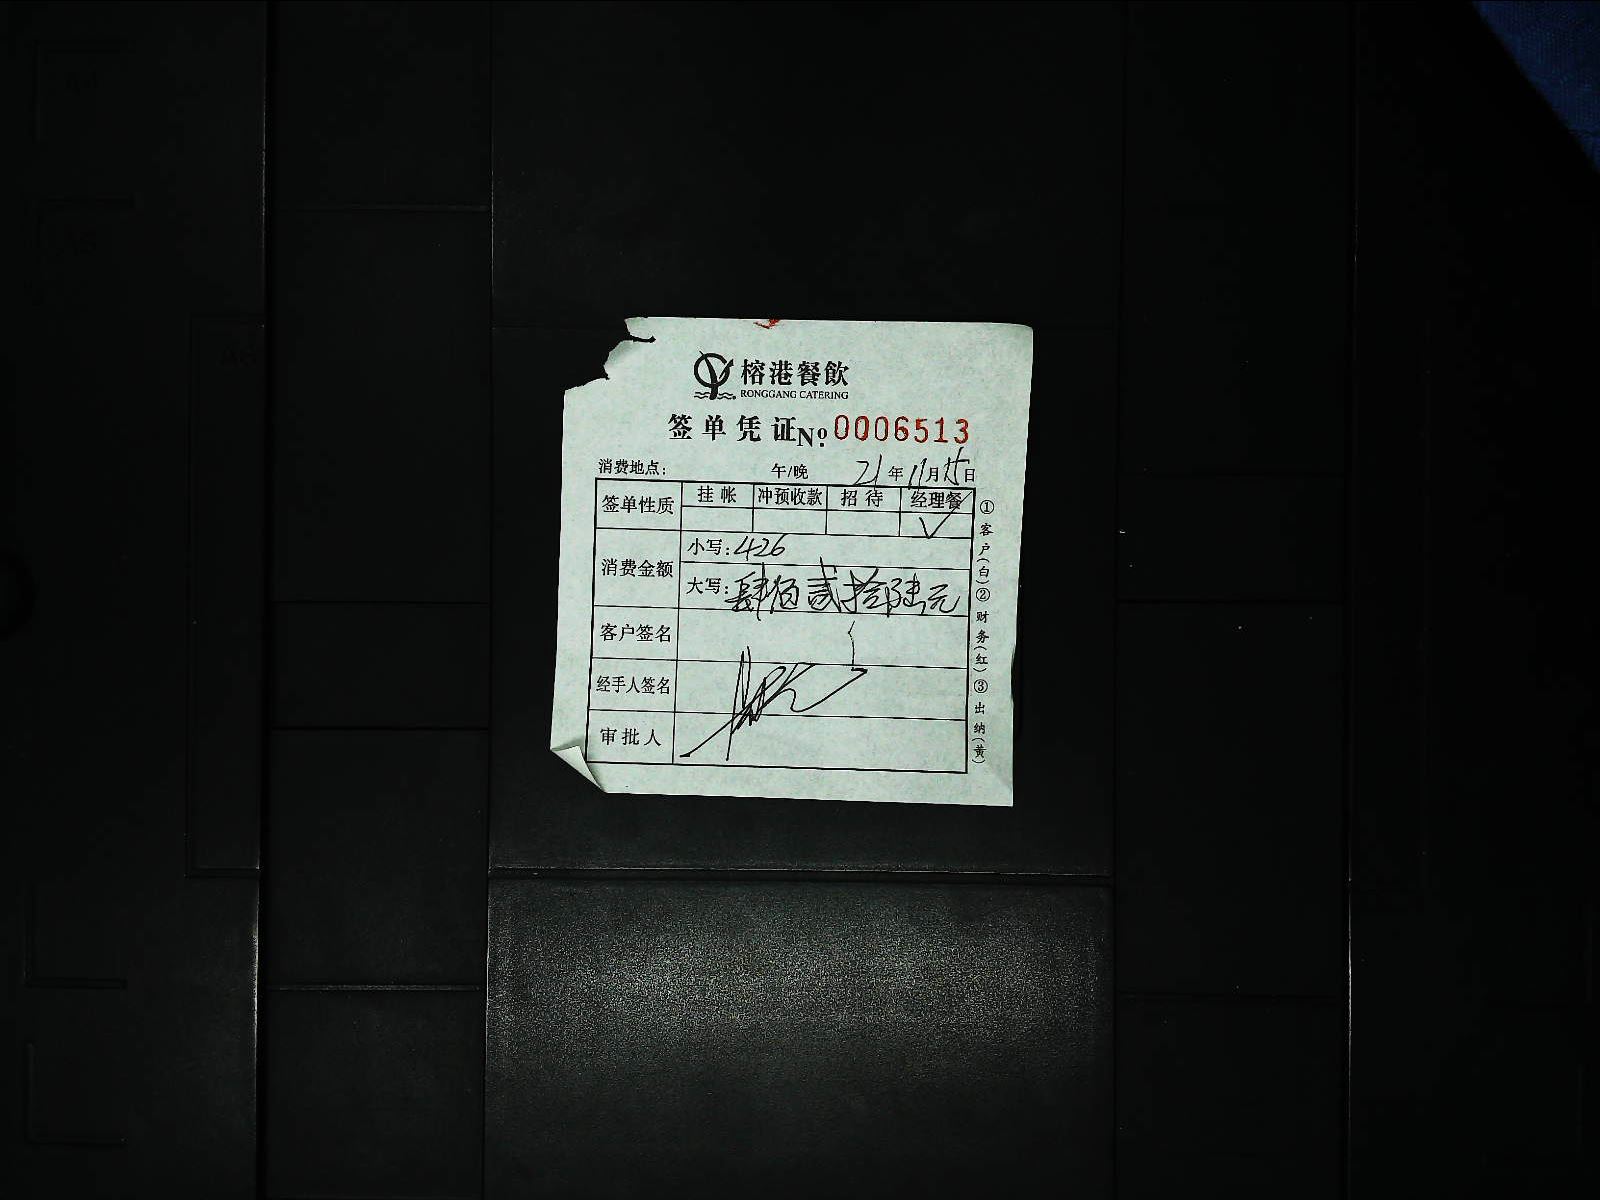 榕港餐飲
RONGGANG CATERING
签单凭证№ 0006513
消费地点： 午/晚 21年11月15日
签单性质 挂帐 冲预收款 招待 经理餐
√
消费金额 小写：426
大写：肆佰贰拾陆元
客户签名
经手人签名
审批人
①客户(白)②财务(红)③出纳(黄)